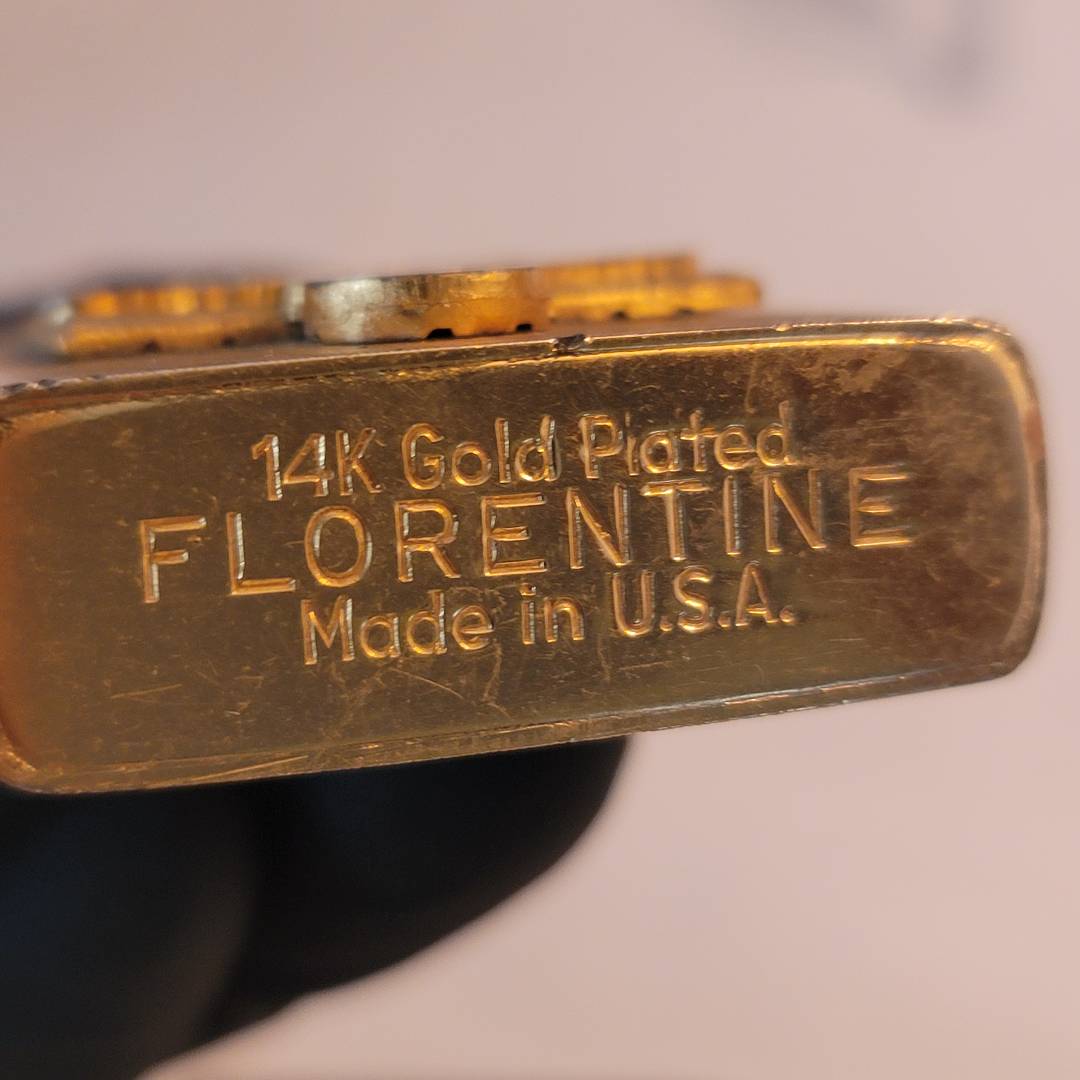 14K Gold Plated
FLORENTINE
Made in U.S.A.